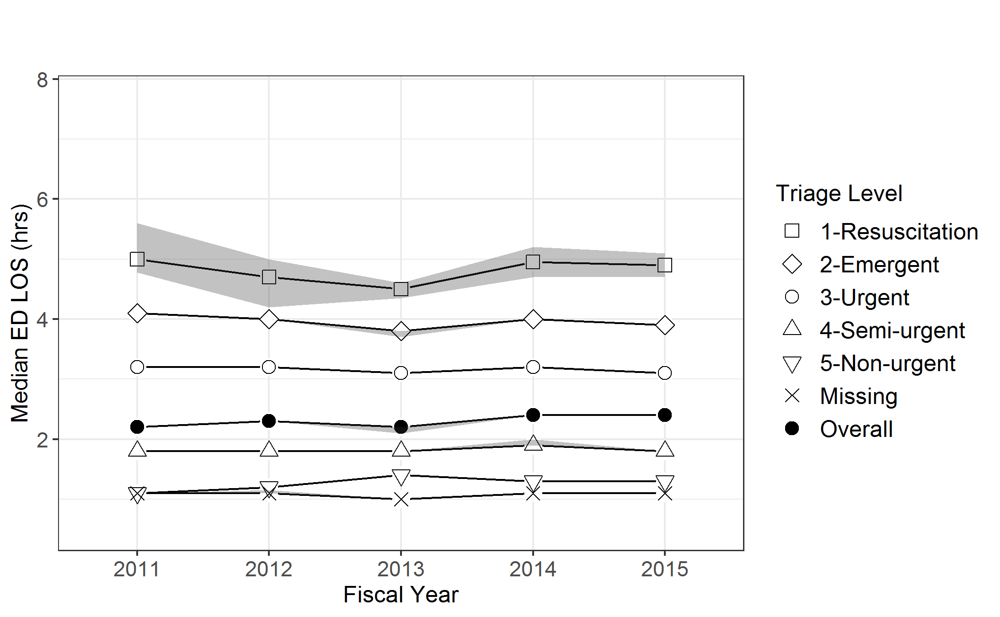 8
6
4
2
Median ED LOS (hrs)
2011 2012 2013 2014 2015
Fiscal Year
Triage Level
1-Resuscitation
2-Emergent
3-Urgent
4-Semi-urgent
5-Non-urgent
Missing
Overall